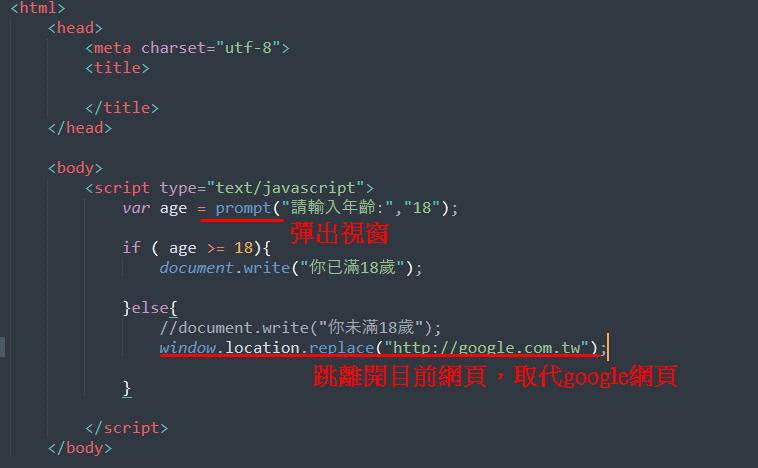 <html>
<head>
<meta charset="utf-8">
<title>
</title>
</head>
<body>
<script type="text/javascript">
var age = prompt("請輸入年齡:","18");
彈出視窗
if ( age >= 18){
document.write("你已滿18歲");
}else{
//document.write("你未滿18歲");
window.location.replace("http://google.com.tw");
跳離開目前網頁，取代google網頁
}
</script>
</body>